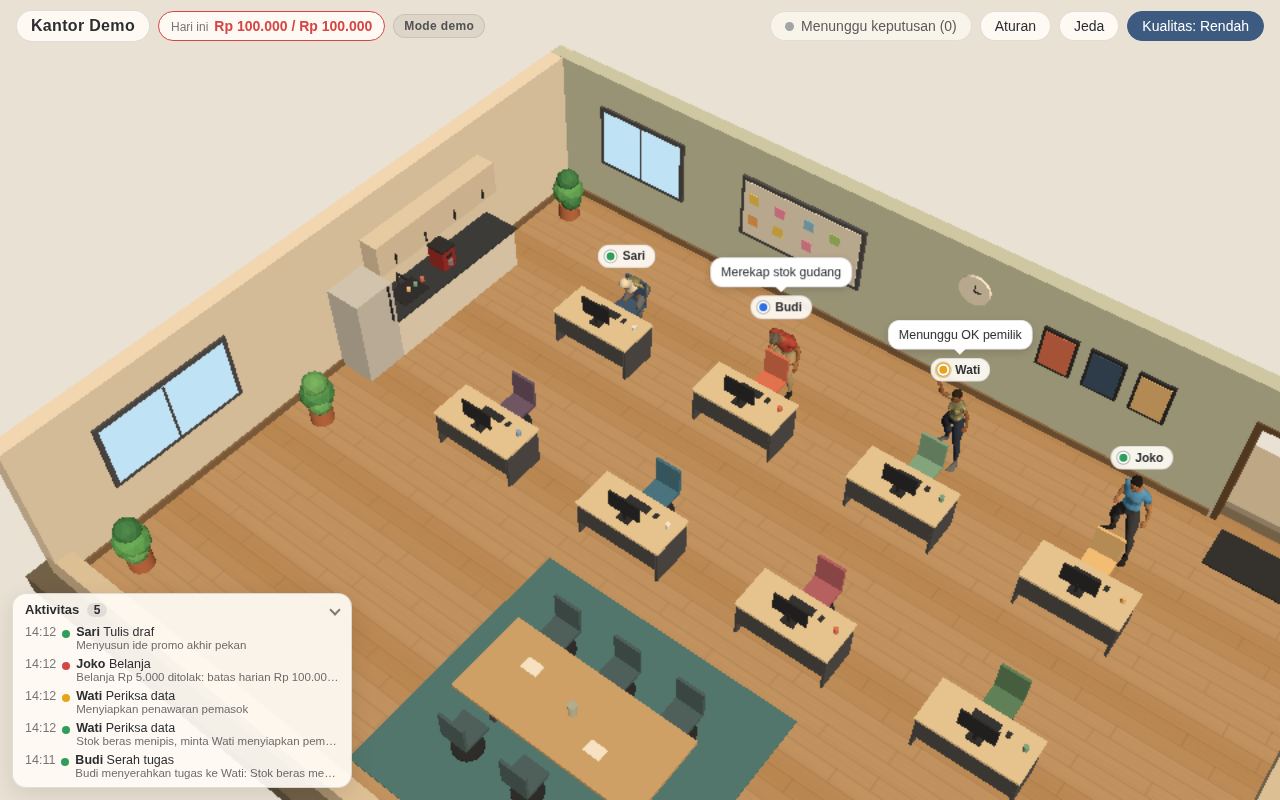 Kantor Demo
Hari ini Rp 100.000 / Rp 100.000
Mode demo
Menunggu keputusan (0)
Aturan
Jeda
Kualitas: Rendah
Sari
Merekap stok gudang
Budi
Menunggu OK pemilik
Wati
Joko
Aktivitas 5
14:12 Sari Tulis draf
Menyusun ide promo akhir pekan
14:12 Joko Belanja
Belanja Rp 5.000 ditolak: batas harian Rp 100.00…
14:12 Wati Periksa data
Menyiapkan penawaran pemasok
14:12 Wati Periksa data
Stok beras menipis, minta Wati menyiapkan pem…
14:11 Budi Serah tugas
Budi menyerahkan tugas ke Wati: Stok beras me…